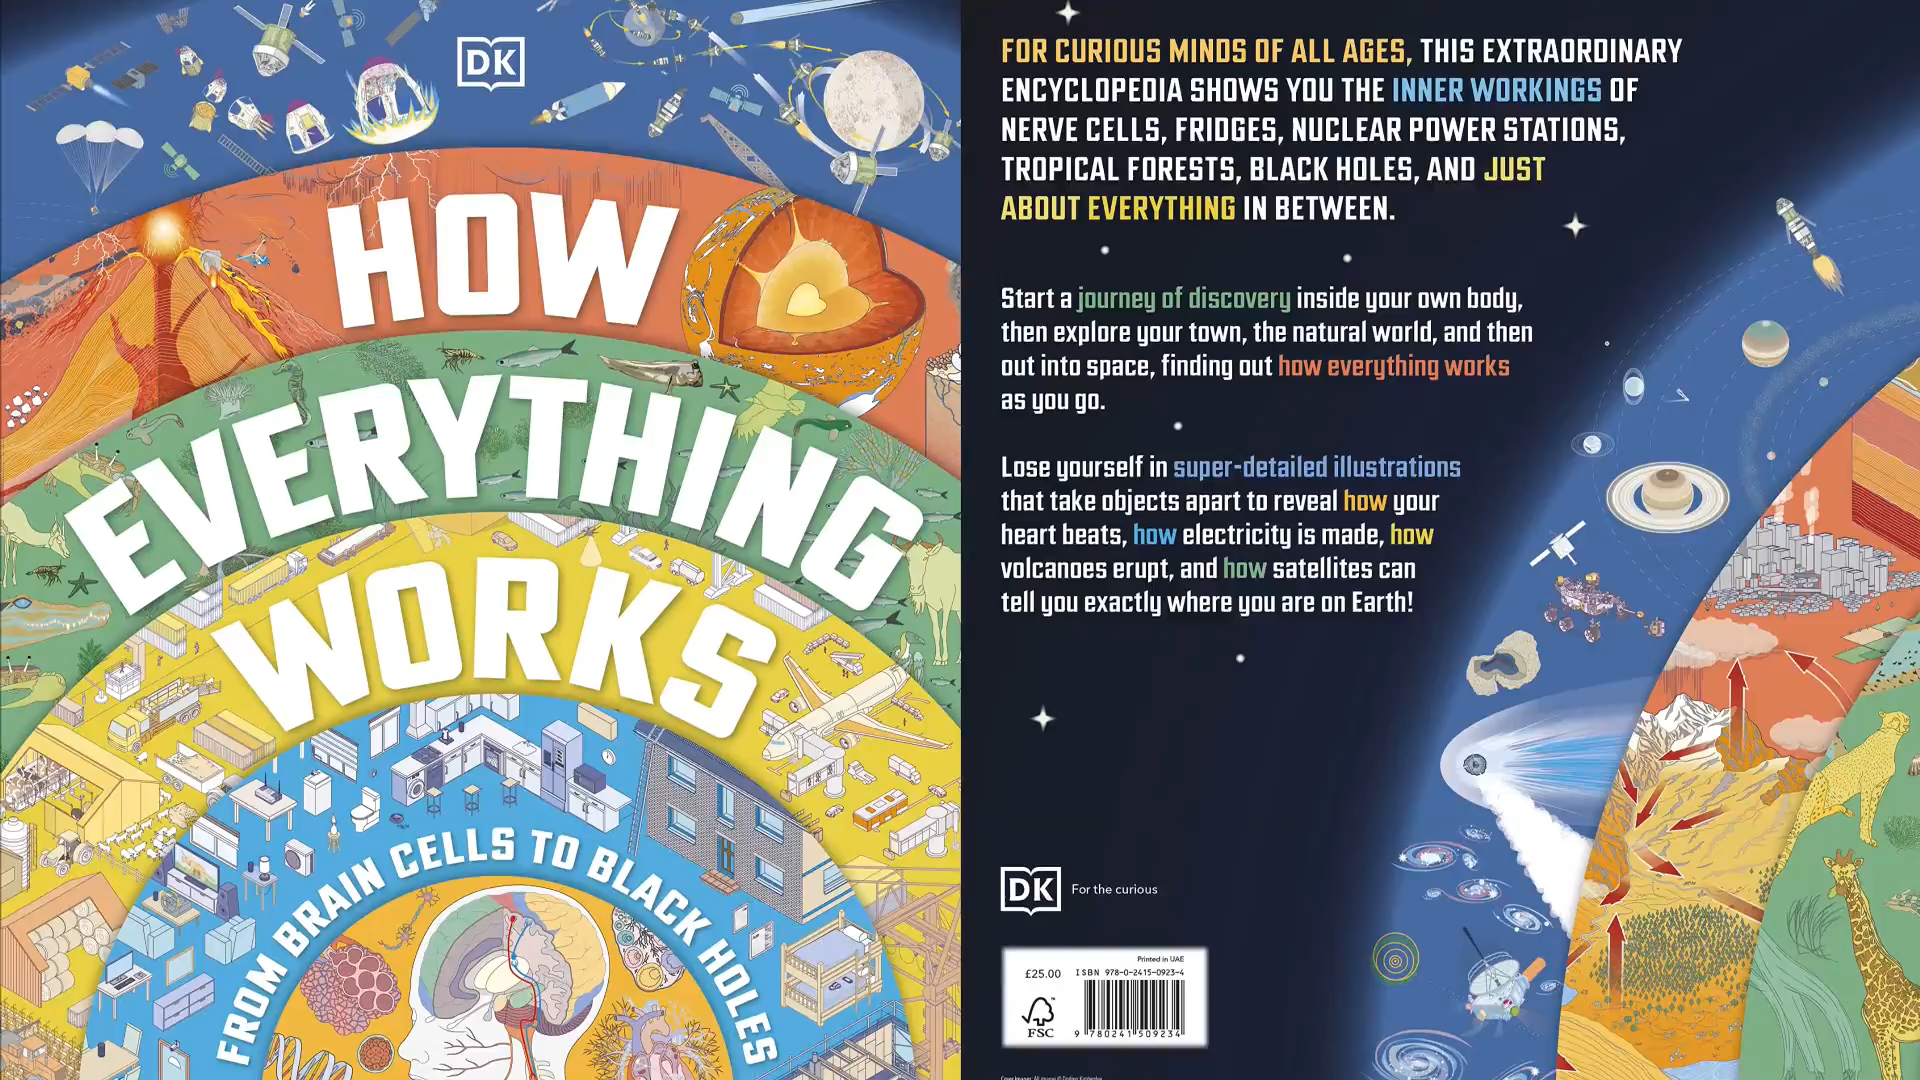 DK
HOW
EVERYTHING
WORKS
FROM BRAIN CELLS TO BLACK HOLES
FOR CURIOUS MINDS OF ALL AGES, THIS EXTRAORDINARY
ENCYCLOPEDIA SHOWS YOU THE INNER WORKINGS OF
NERVE CELLS, FRIDGES, NUCLEAR POWER STATIONS,
TROPICAL FORESTS, BLACK HOLES, AND JUST
ABOUT EVERYTHING IN BETWEEN.
Start a journey of discovery inside your own body,
then explore your town, the natural world, and then
out into space, finding out how everything works
as you go.
Lose yourself in super-detailed illustrations
that take objects apart to reveal how your
heart beats, how electricity is made, how
volcanoes erupt, and how satellites can
tell you exactly where you are on Earth!
DK For the curious
Printed in UAE
£25.00 ISBN 978-0-2415-0923-4
FSC
9 780241 509234
Cover images: All images © Dorling Kindersley